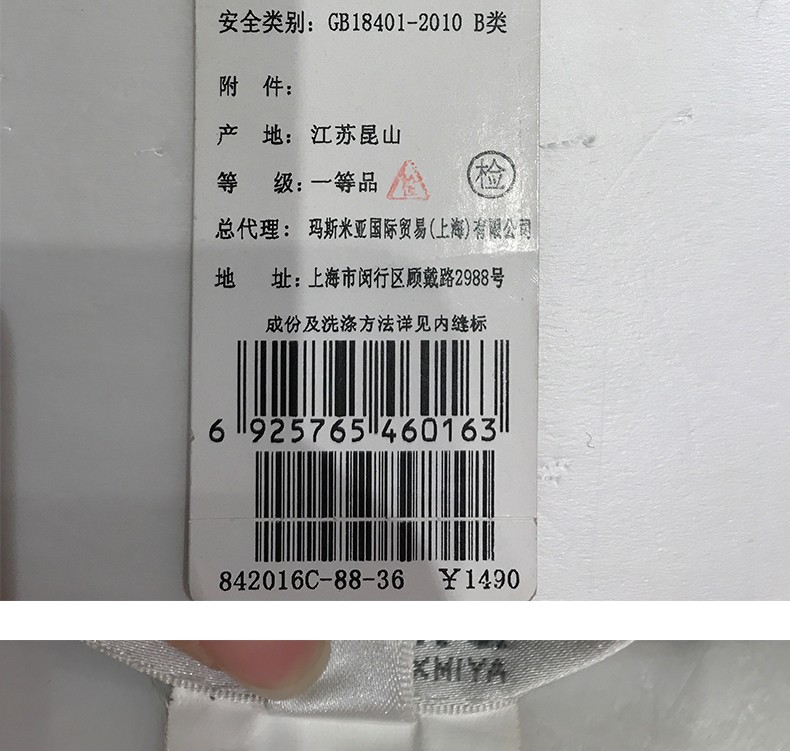 安全类别：GB18401-2010 B类
附 件：
产 地：江苏昆山
等 级：一等品 检
总代理：玛斯米亚国际贸易(上海)有限公司
地 址：上海市闵行区顾戴路2988号
成份及洗涤方法详见内缝标
6 925765 460163
842016C-88-36 ￥1490